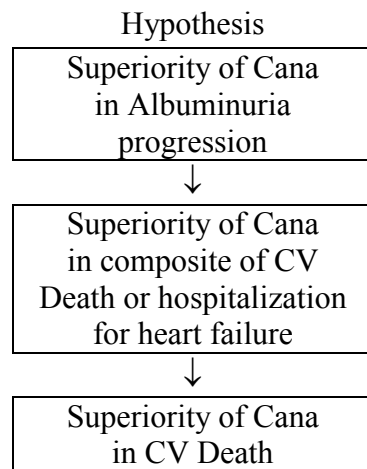 Hypothesis
Superiority of Cana
in Albuminuria
progression
↓
Superiority of Cana
in composite of CV
Death or hospitalization
for heart failure
↓
Superiority of Cana
in CV Death